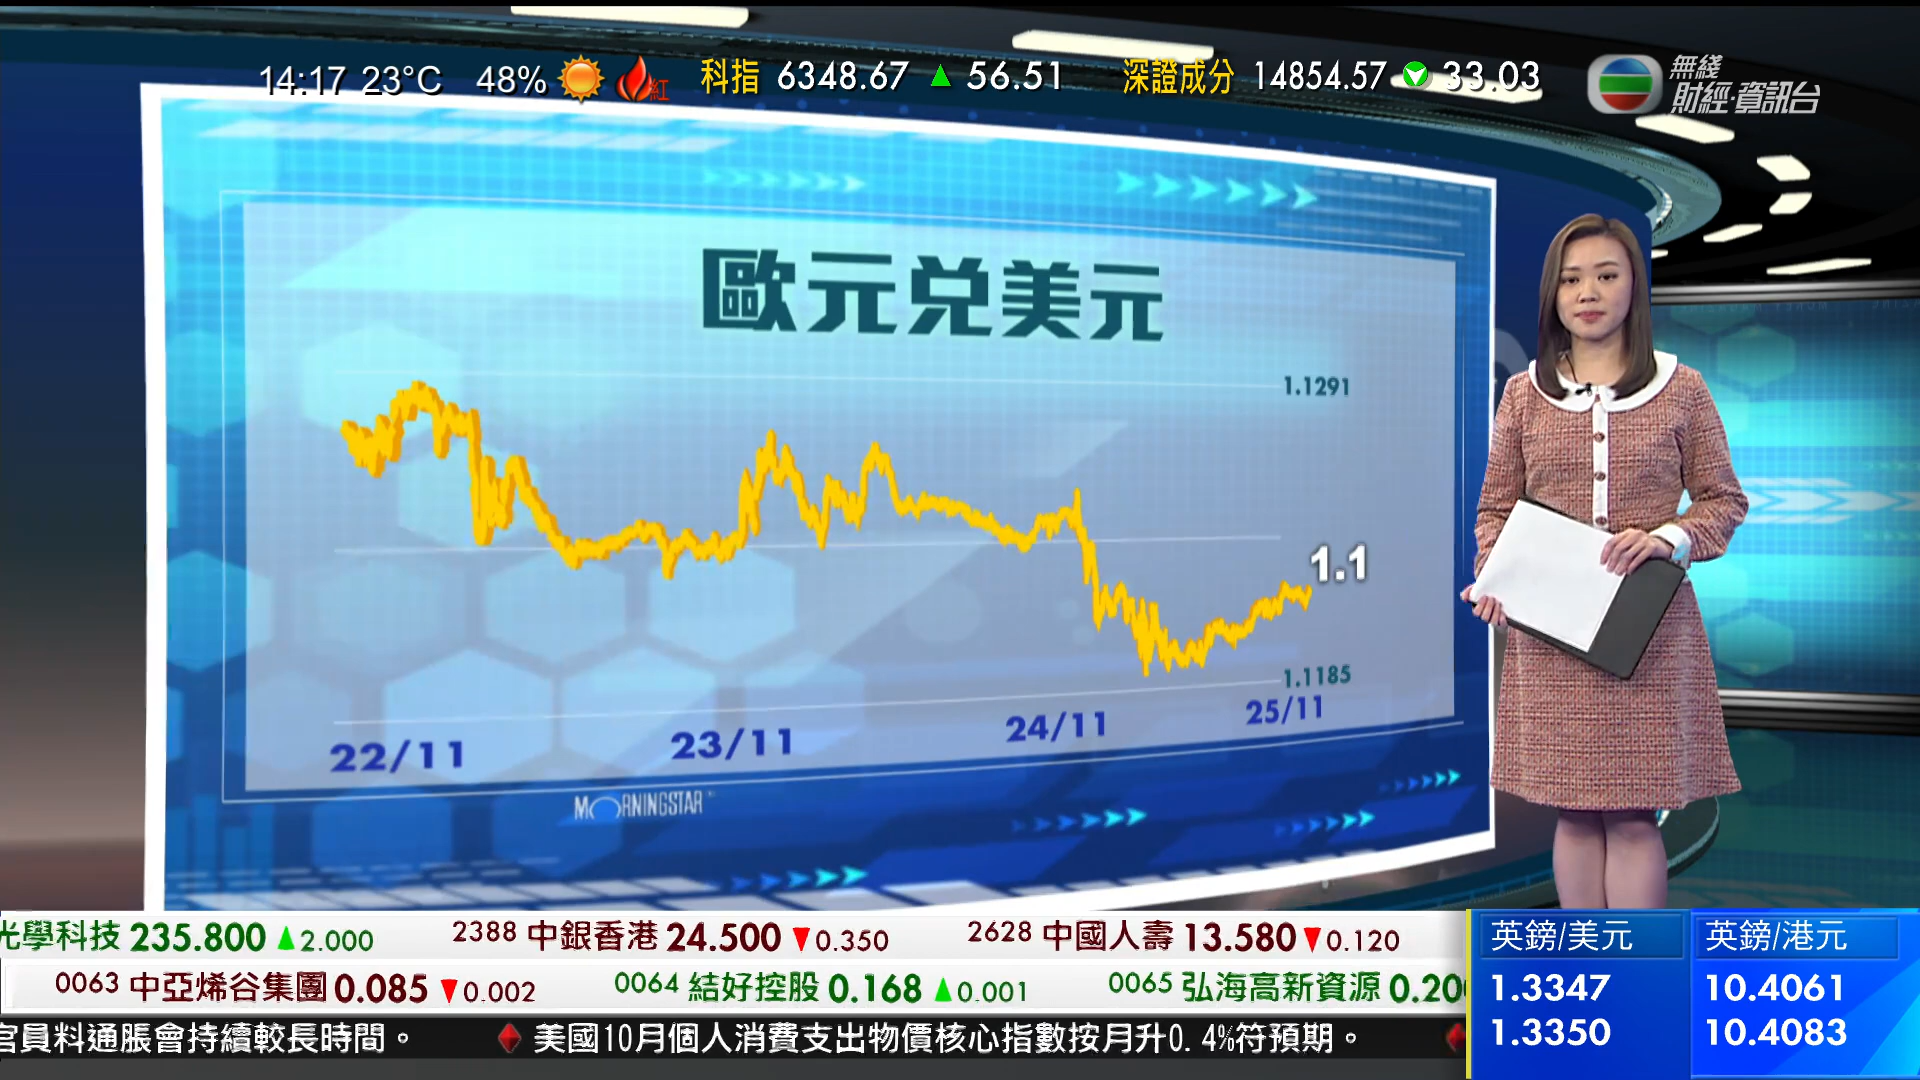 14:17 23°C 48% 紅 科指 6348.67 ▲ 56.51 深證成分 14854.57 ▼ 33.03
無綫
財經·資訊台
歐元兑美元
1.1291
1.1
1.1185
22/11 23/11 24/11 25/11
MORNINGSTAR
光學科技 235.800 ▲2.000 2388 中銀香港 24.500 ▼0.350 2628 中國人壽 13.580 ▼0.120
0063 中亞烯谷集團 0.085 ▼0.002 0064 結好控股 0.168 ▲0.001 0065 弘海高新資源 0.200
官員料通脹會持續較長時間。 ♦ 美國10月個人消費支出物價核心指數按月升0.4%符預期。
英鎊/美元 英鎊/港元
1.3347 10.4061
1.3350 10.4083